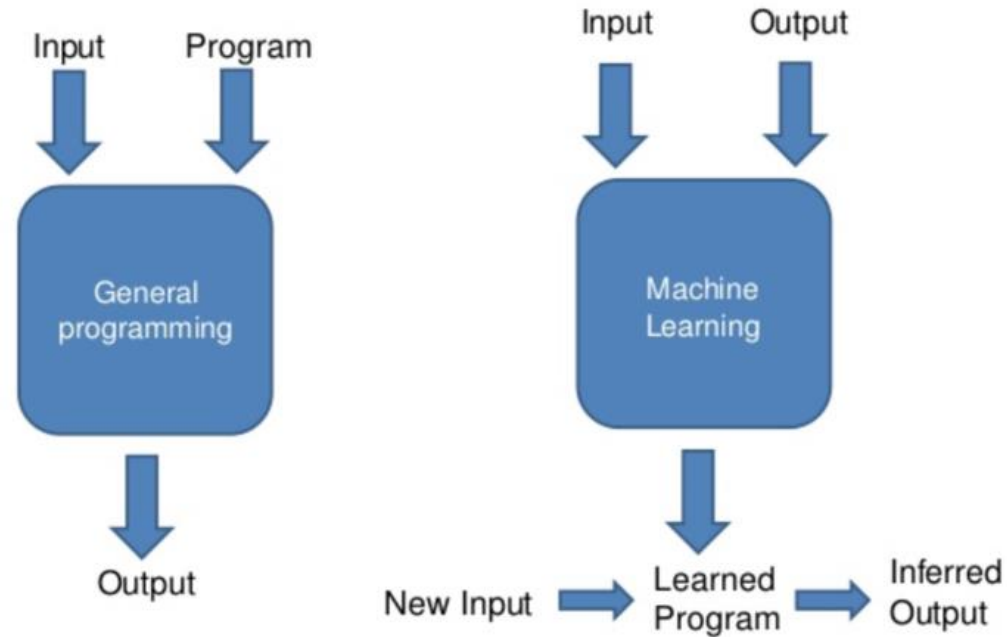 Input
Program
General
programming
Output
Input
Output
Machine
Learning
New Input
Learned
Program
Inferred
Output